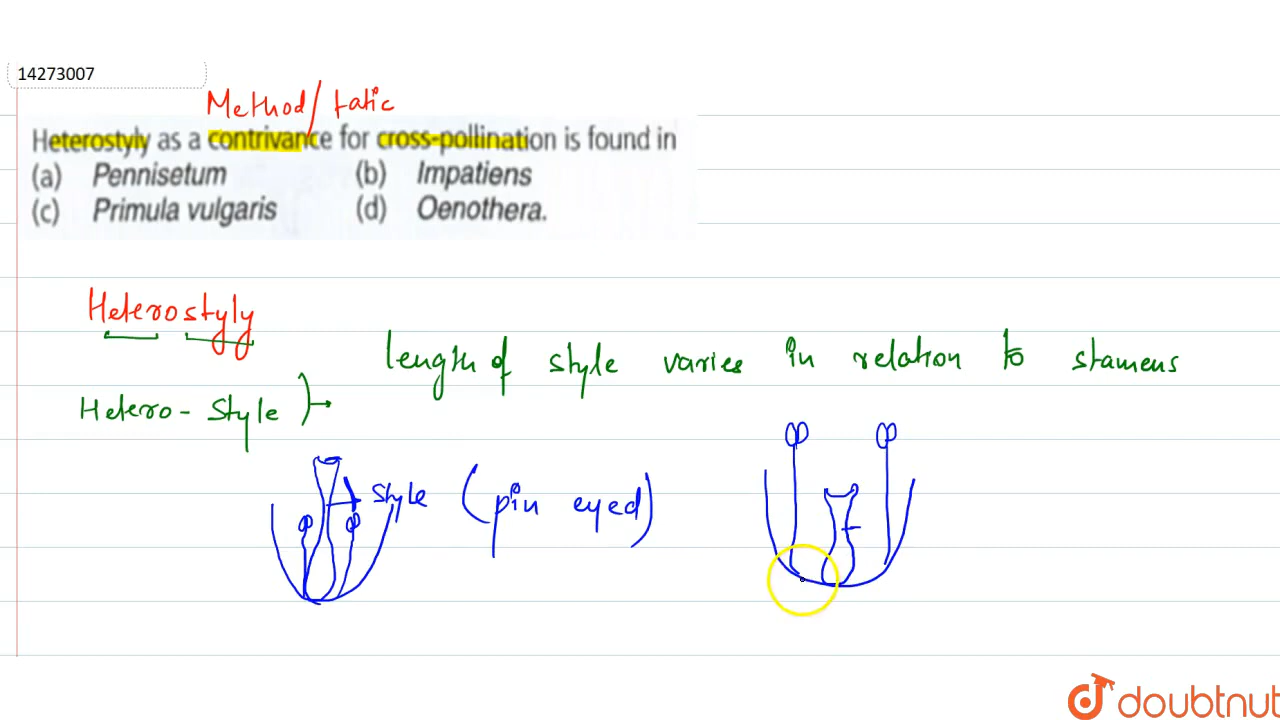 14273007
Method/ tatic
Heterostyly as a contrivance for cross-pollination is found in
(a) Pennisetum (b) Impatiens
(c) Primula vulgaris (d) Oenothera.
Heterostyly
length of style varies in relation to stamens
Hetero - Style
style (pin eyed)
doubtnut